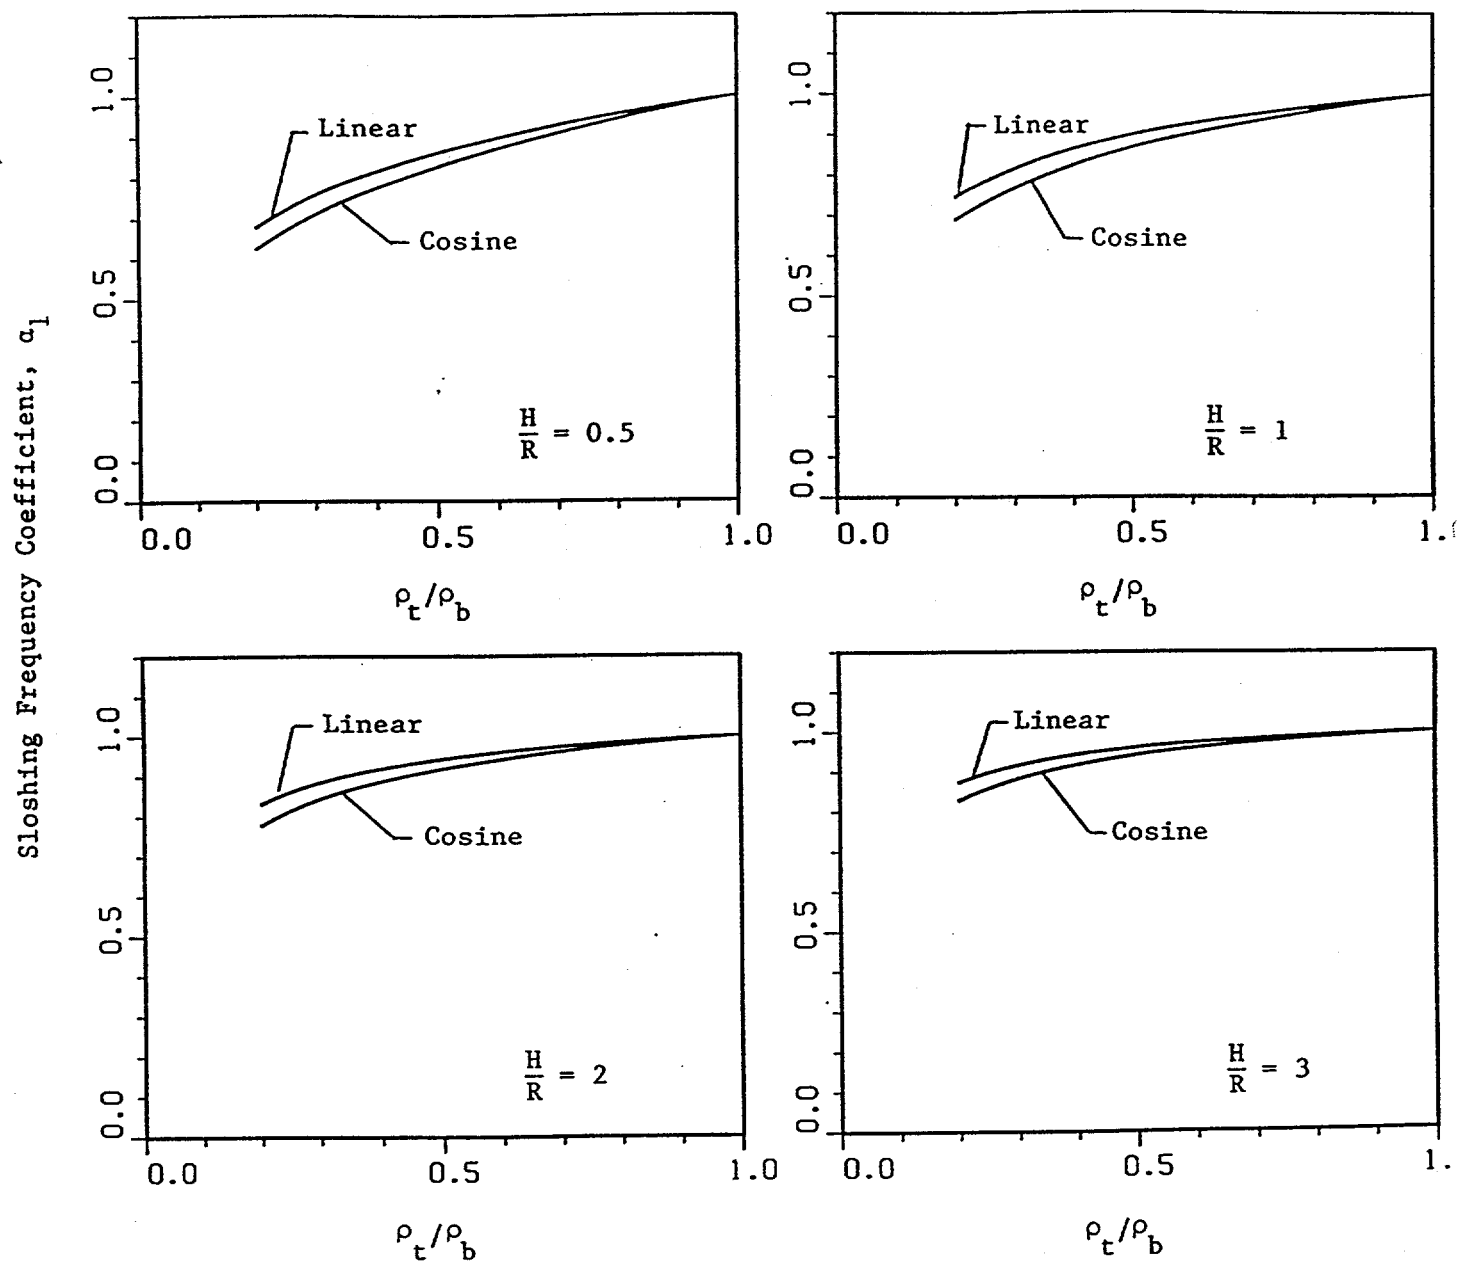 Sloshing Frequency Coefficient, α₁
1.0
0.5
0.0
Linear
Cosine
H/R = 0.5
0.0 0.5 1.0
ρt/ρb
1.0
0.5
0.0
Linear
Cosine
H/R = 1
0.0 0.5 1.
ρt/ρb
1.0
0.5
0.0
Linear
Cosine
H/R = 2
0.0 0.5 1.0
ρt/ρb
1.0
0.5
0.0
Linear
Cosine
H/R = 3
0.0 0.5 1.
ρt/ρb